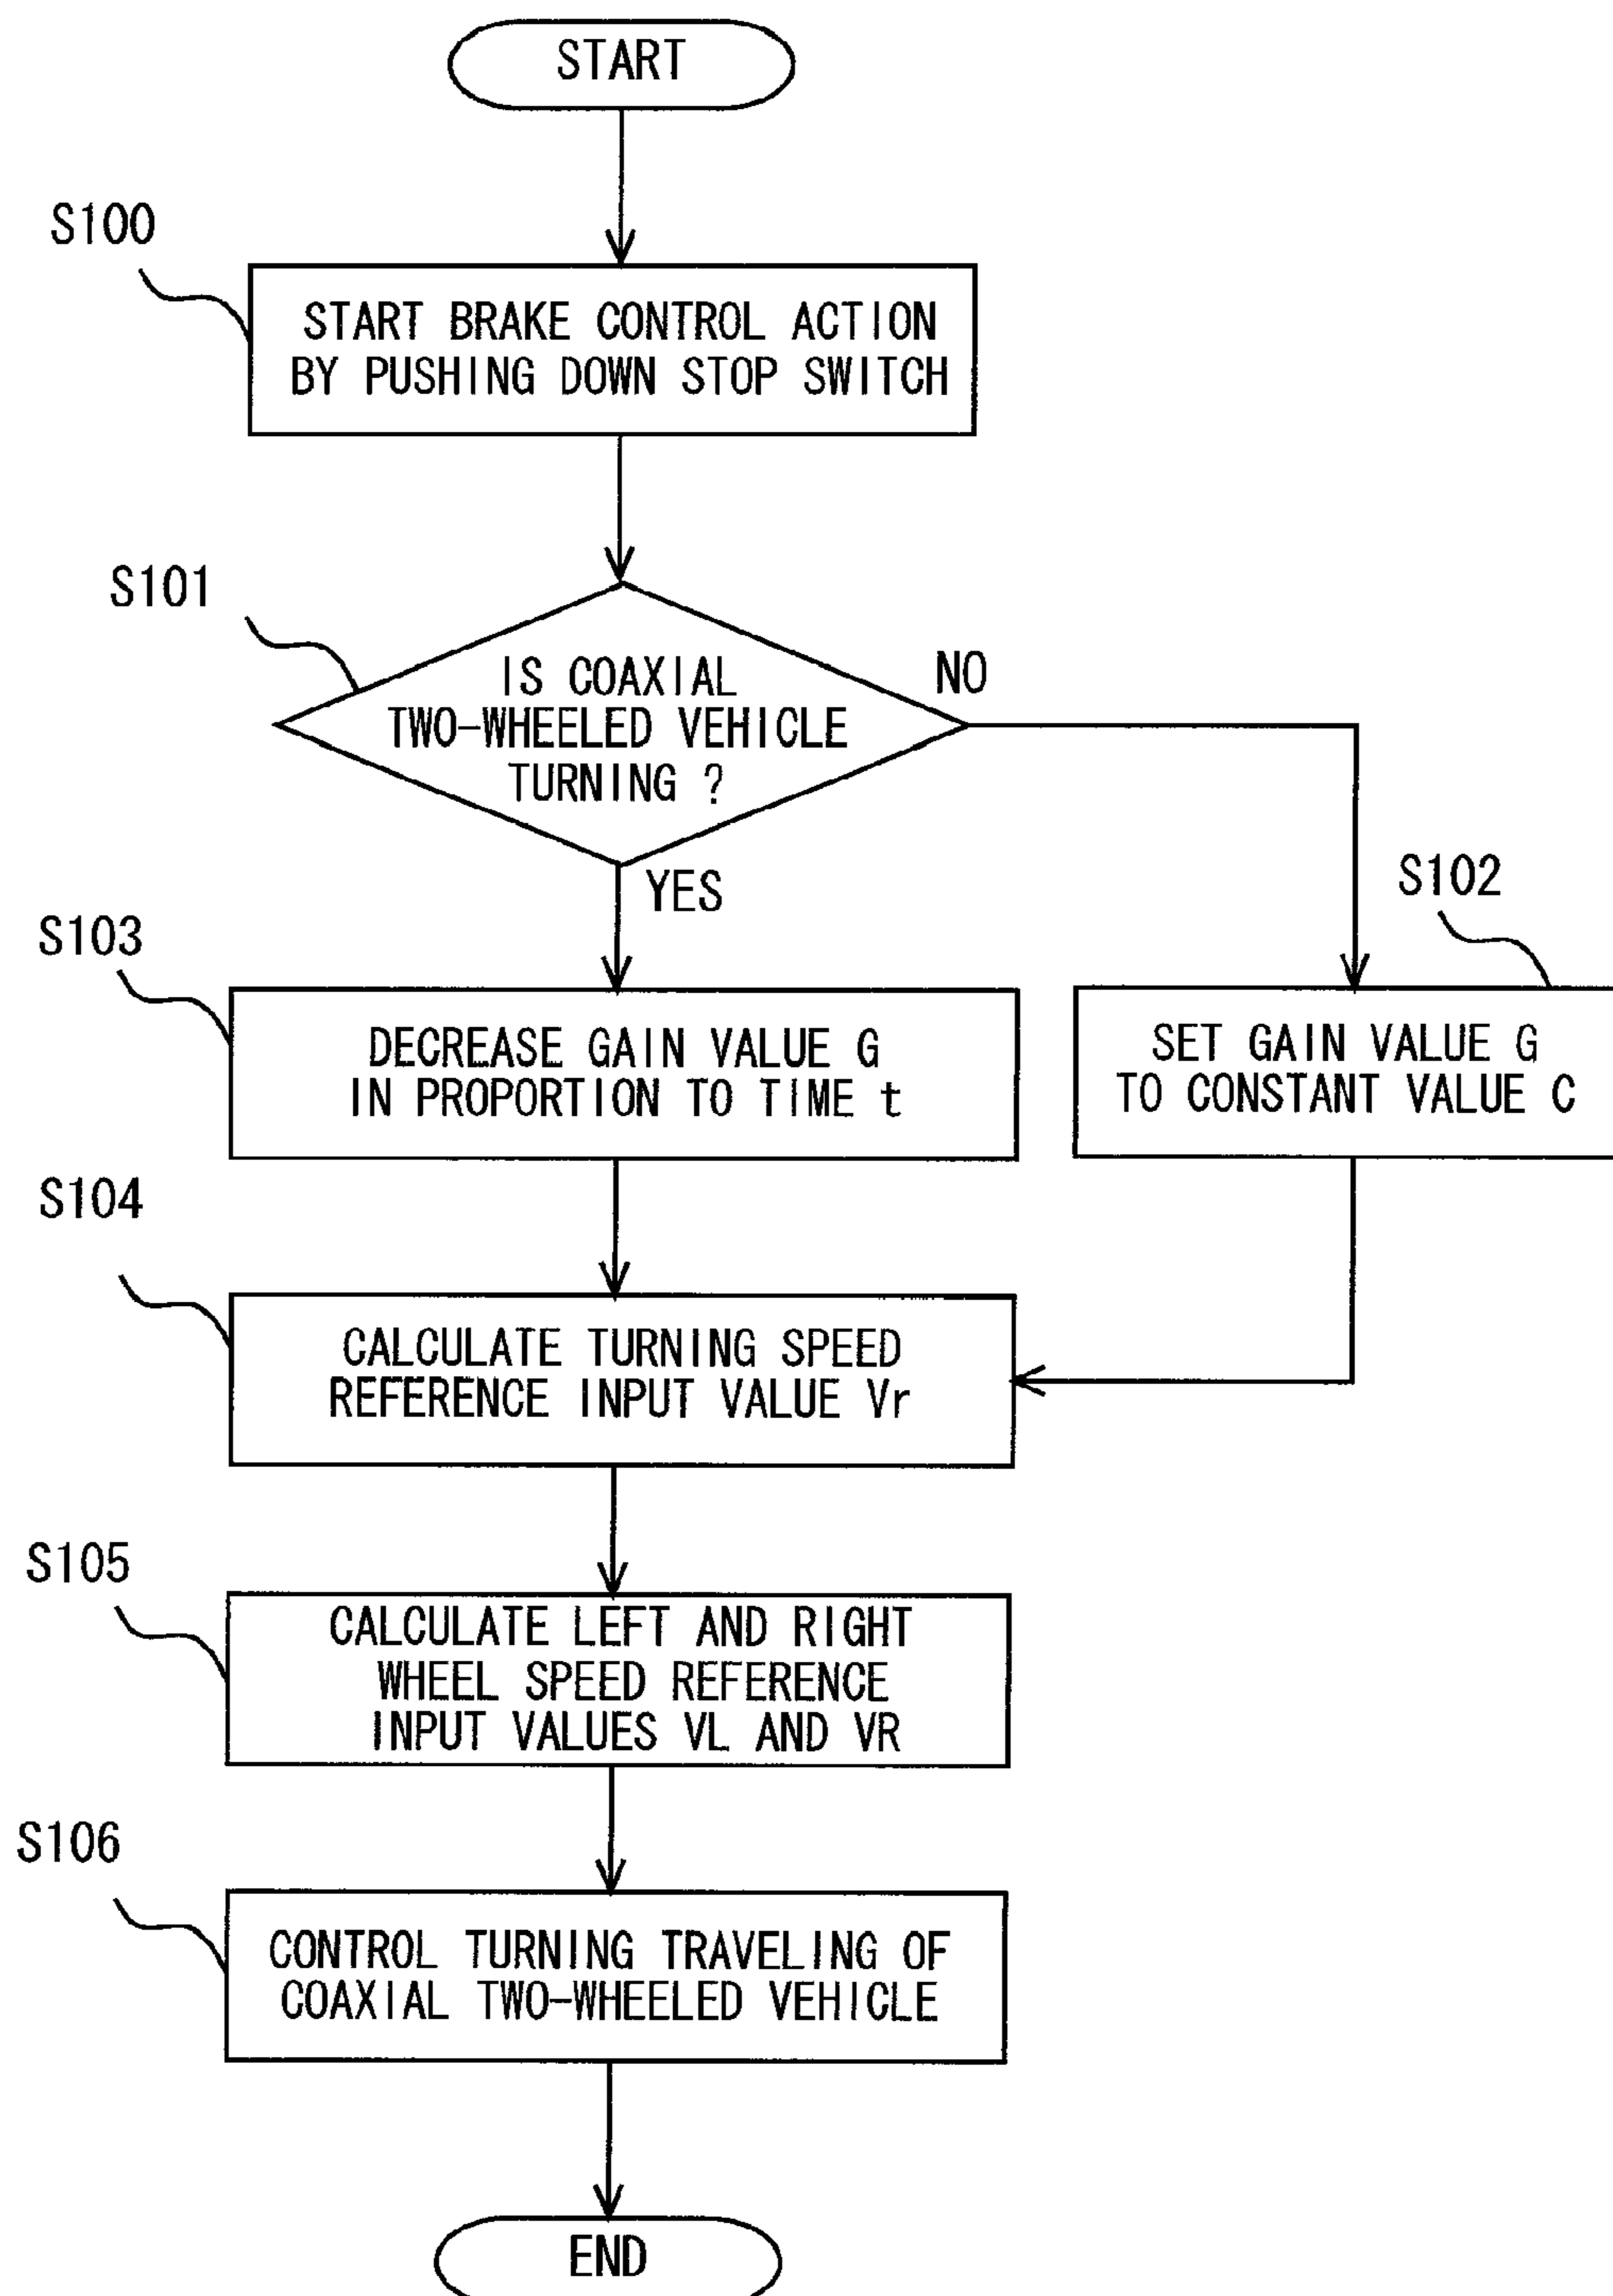 START
S100
START BRAKE CONTROL ACTION
BY PUSHING DOWN STOP SWITCH
S101
IS COAXIAL
TWO-WHEELED VEHICLE
TURNING ?
NO
YES
S102
SET GAIN VALUE G
TO CONSTANT VALUE C
S103
DECREASE GAIN VALUE G
IN PROPORTION TO TIME t
S104
CALCULATE TURNING SPEED
REFERENCE INPUT VALUE Vr
S105
CALCULATE LEFT AND RIGHT
WHEEL SPEED REFERENCE
INPUT VALUES VL AND VR
S106
CONTROL TURNING TRAVELING OF
COAXIAL TWO-WHEELED VEHICLE
END